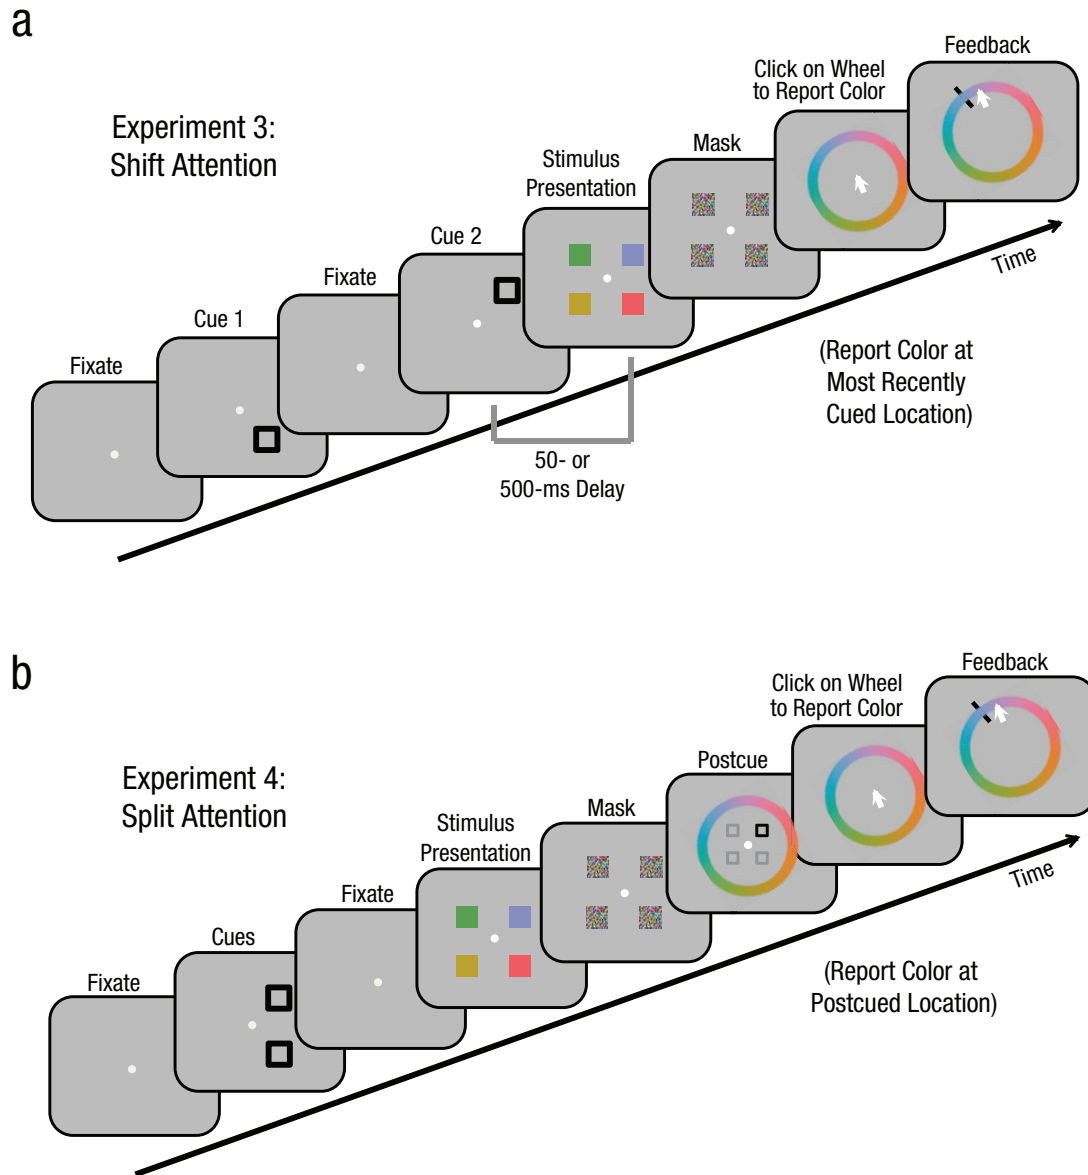 a
Experiment 3:
Shift Attention
Fixate
Cue 1
Fixate
Cue 2
Stimulus
Presentation
Mask
Click on Wheel
to Report Color
Feedback
Time
50- or
500-ms Delay
(Report Color at
Most Recently
Cued Location)
b
Experiment 4:
Split Attention
Fixate
Cues
Fixate
Stimulus
Presentation
Mask
Postcue
Click on Wheel
to Report Color
Feedback
Time
(Report Color at
Postcued Location)